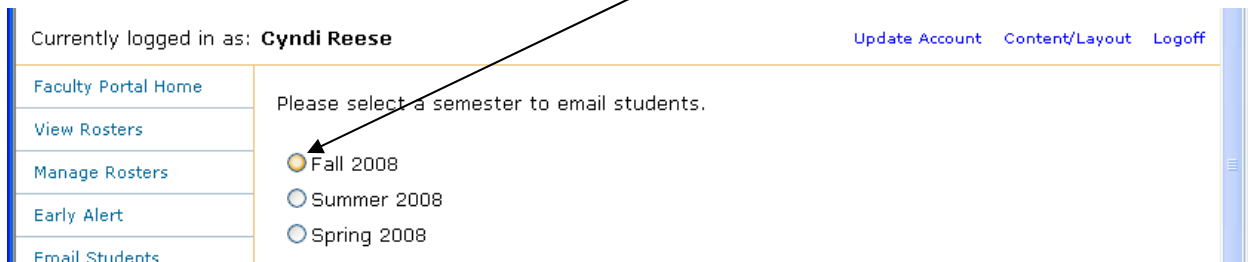 Currently logged in as: Cyndi Reese
Update Account Content/Layout Logoff
Faculty Portal Home
View Rosters
Manage Rosters
Early Alert
Email Students
Please select a semester to email students.
Fall 2008
Summer 2008
Spring 2008